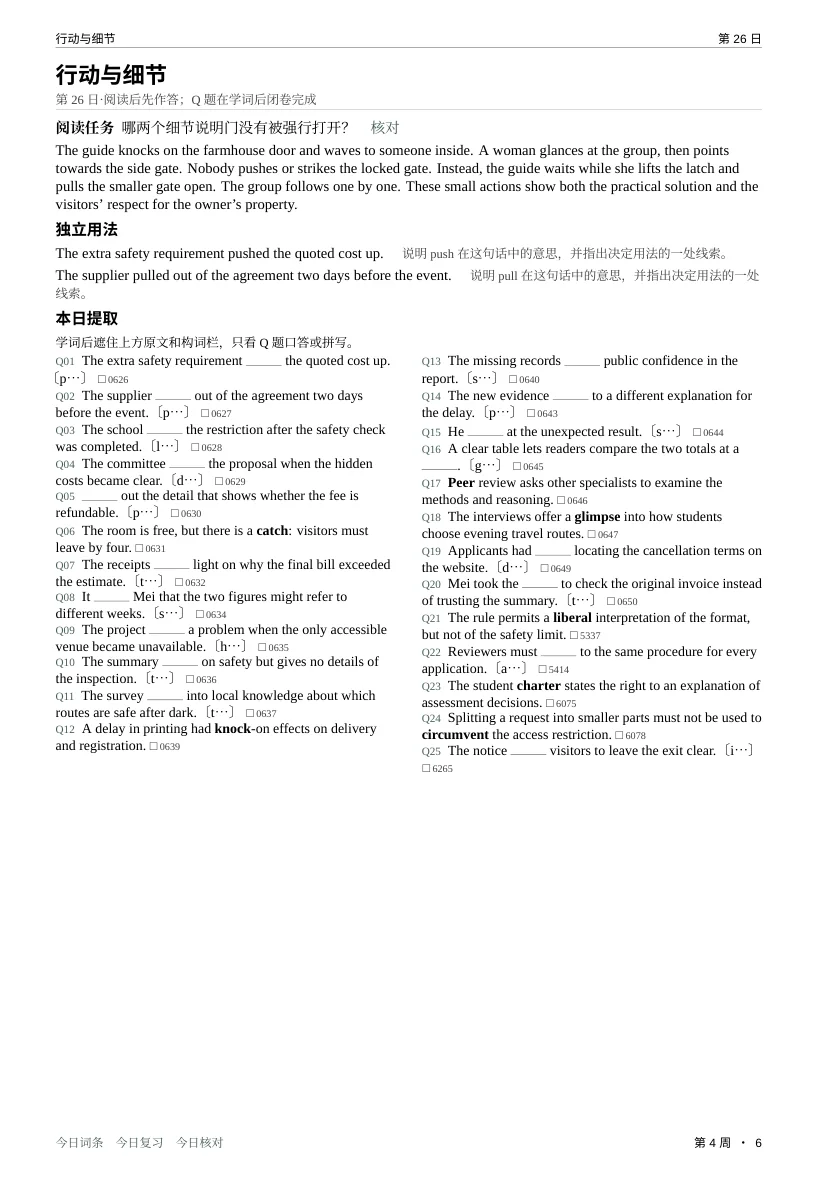 行动与细节
第 26 日
行动与细节
第 26 日·阅读后先作答；Q 题在学词后闭卷完成
阅读任务 哪两个细节说明门没有被强行打开？ 核对
The guide knocks on the farmhouse door and waves to someone inside. A woman glances at the group, then points
towards the side gate. Nobody pushes or strikes the locked gate. Instead, the guide waits while she lifts the latch and
pulls the smaller gate open. The group follows one by one. These small actions show both the practical solution and the
visitors’ respect for the owner’s property.
独立用法
The extra safety requirement pushed the quoted cost up. 说明 push 在这句话中的意思，并指出决定用法的一处线索。
The supplier pulled out of the agreement two days before the event. 说明 pull 在这句话中的意思，并指出决定用法的一处
线索。
本日提取
学词后遮住上方原文和构词栏，只看 Q 题口答或拼写。
Q01 The extra safety requirement _____ the quoted cost up.
〔p···〕 □ 0626
Q02 The supplier _____ out of the agreement two days
before the event. 〔p···〕 □ 0627
Q03 The school _____ the restriction after the safety check
was completed. 〔l···〕 □ 0628
Q04 The committee _____ the proposal when the hidden
costs became clear. 〔d···〕 □ 0629
Q05 _____ out the detail that shows whether the fee is
refundable. 〔p···〕 □ 0630
Q06 The room is free, but there is a catch: visitors must
leave by four. □ 0631
Q07 The receipts _____ light on why the final bill exceeded
the estimate. 〔t···〕 □ 0632
Q08 It _____ Mei that the two figures might refer to
different weeks. 〔s···〕 □ 0634
Q09 The project _____ a problem when the only accessible
venue became unavailable. 〔h···〕 □ 0635
Q10 The summary _____ on safety but gives no details of
the inspection. 〔t···〕 □ 0636
Q11 The survey _____ into local knowledge about which
routes are safe after dark. 〔t···〕 □ 0637
Q12 A delay in printing had knock-on effects on delivery
and registration. □ 0639
Q13 The missing records _____ public confidence in the
report. 〔s···〕 □ 0640
Q14 The new evidence _____ to a different explanation for
the delay. 〔p···〕 □ 0643
Q15 He _____ at the unexpected result. 〔s···〕 □ 0644
Q16 A clear table lets readers compare the two totals at a
_____. 〔g···〕 □ 0645
Q17 Peer review asks other specialists to examine the
methods and reasoning. □ 0646
Q18 The interviews offer a glimpse into how students
choose evening travel routes. □ 0647
Q19 Applicants had _____ locating the cancellation terms on
the website. 〔d···〕 □ 0649
Q20 Mei took the _____ to check the original invoice instead
of trusting the summary. 〔t···〕 □ 0650
Q21 The rule permits a liberal interpretation of the format,
but not of the safety limit. □ 5337
Q22 Reviewers must _____ to the same procedure for every
application. 〔a···〕 □ 5414
Q23 The student charter states the right to an explanation of
assessment decisions. □ 6075
Q24 Splitting a request into smaller parts must not be used to
circumvent the access restriction. □ 6078
Q25 The notice _____ visitors to leave the exit clear. 〔i···〕
□ 6265
今日词条 今日复习 今日核对
第 4 周 · 6